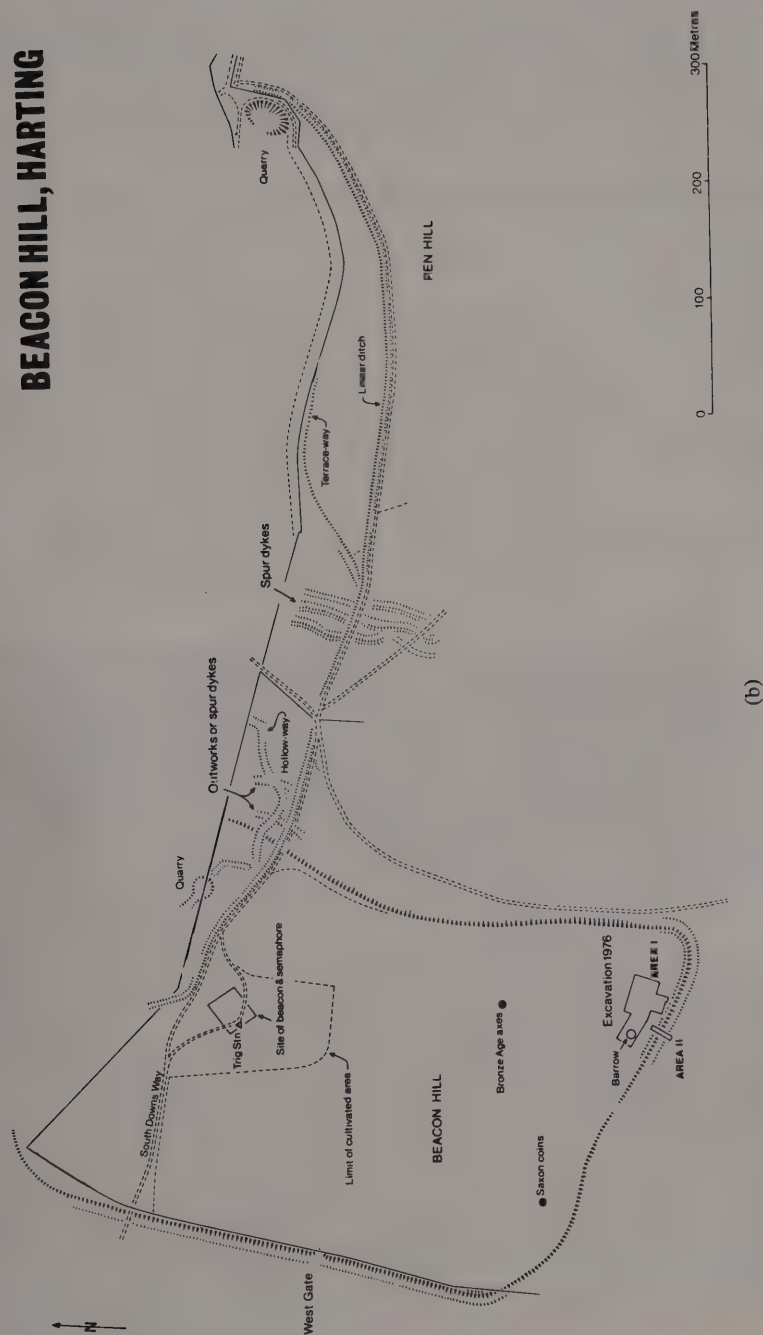 BEACON HILL, HARTING
N
Quarry
300 Metres
200
100
0
PEN HILL
Linear ditch
Terrace-way
Spur dykes
Outworks or spur dykes
Hollow-way
Quarry
South Downs Way
Trig Stn
Site of beacon & semaphore
Limit of cultivated area
West Gate
BEACON HILL
Bronze Age axes
Saxon coins
Excavation 1976
AREA I
Barrow
AREA II
(b)